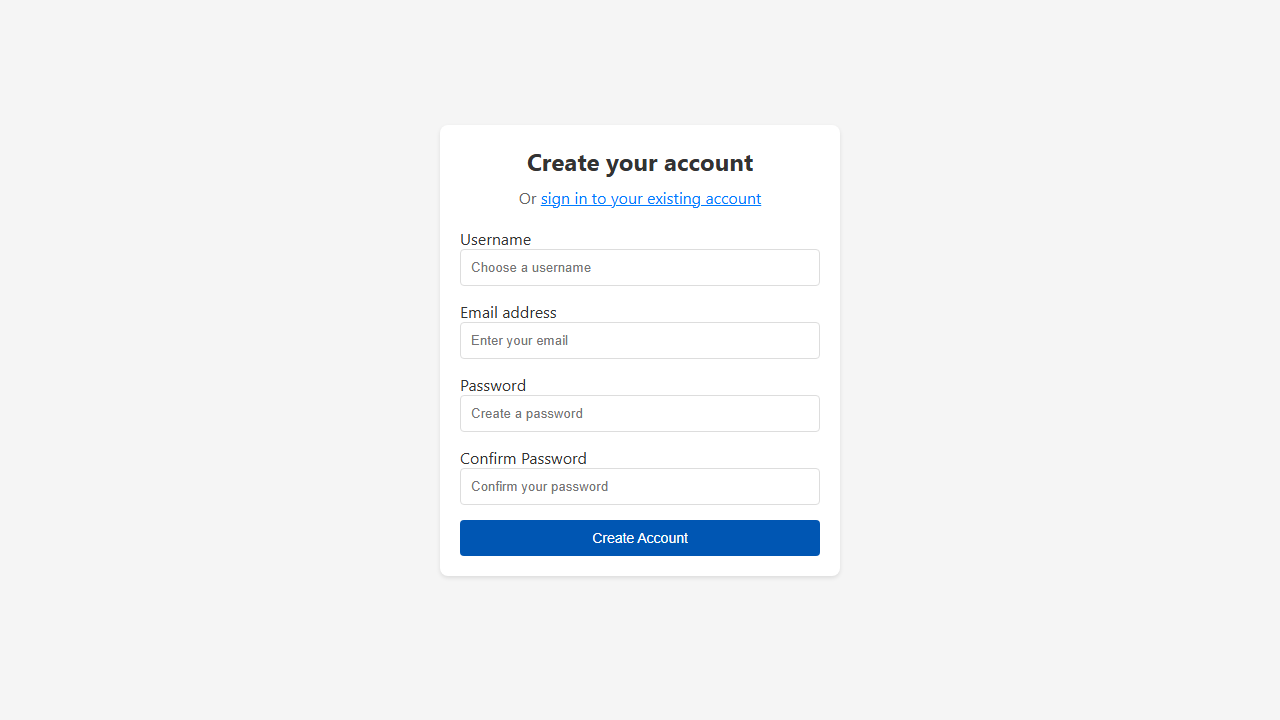 Create your account
Or sign in to your existing account
Username
Choose a username
Email address
Enter your email
Password
Create a password
Confirm Password
Confirm your password
Create Account